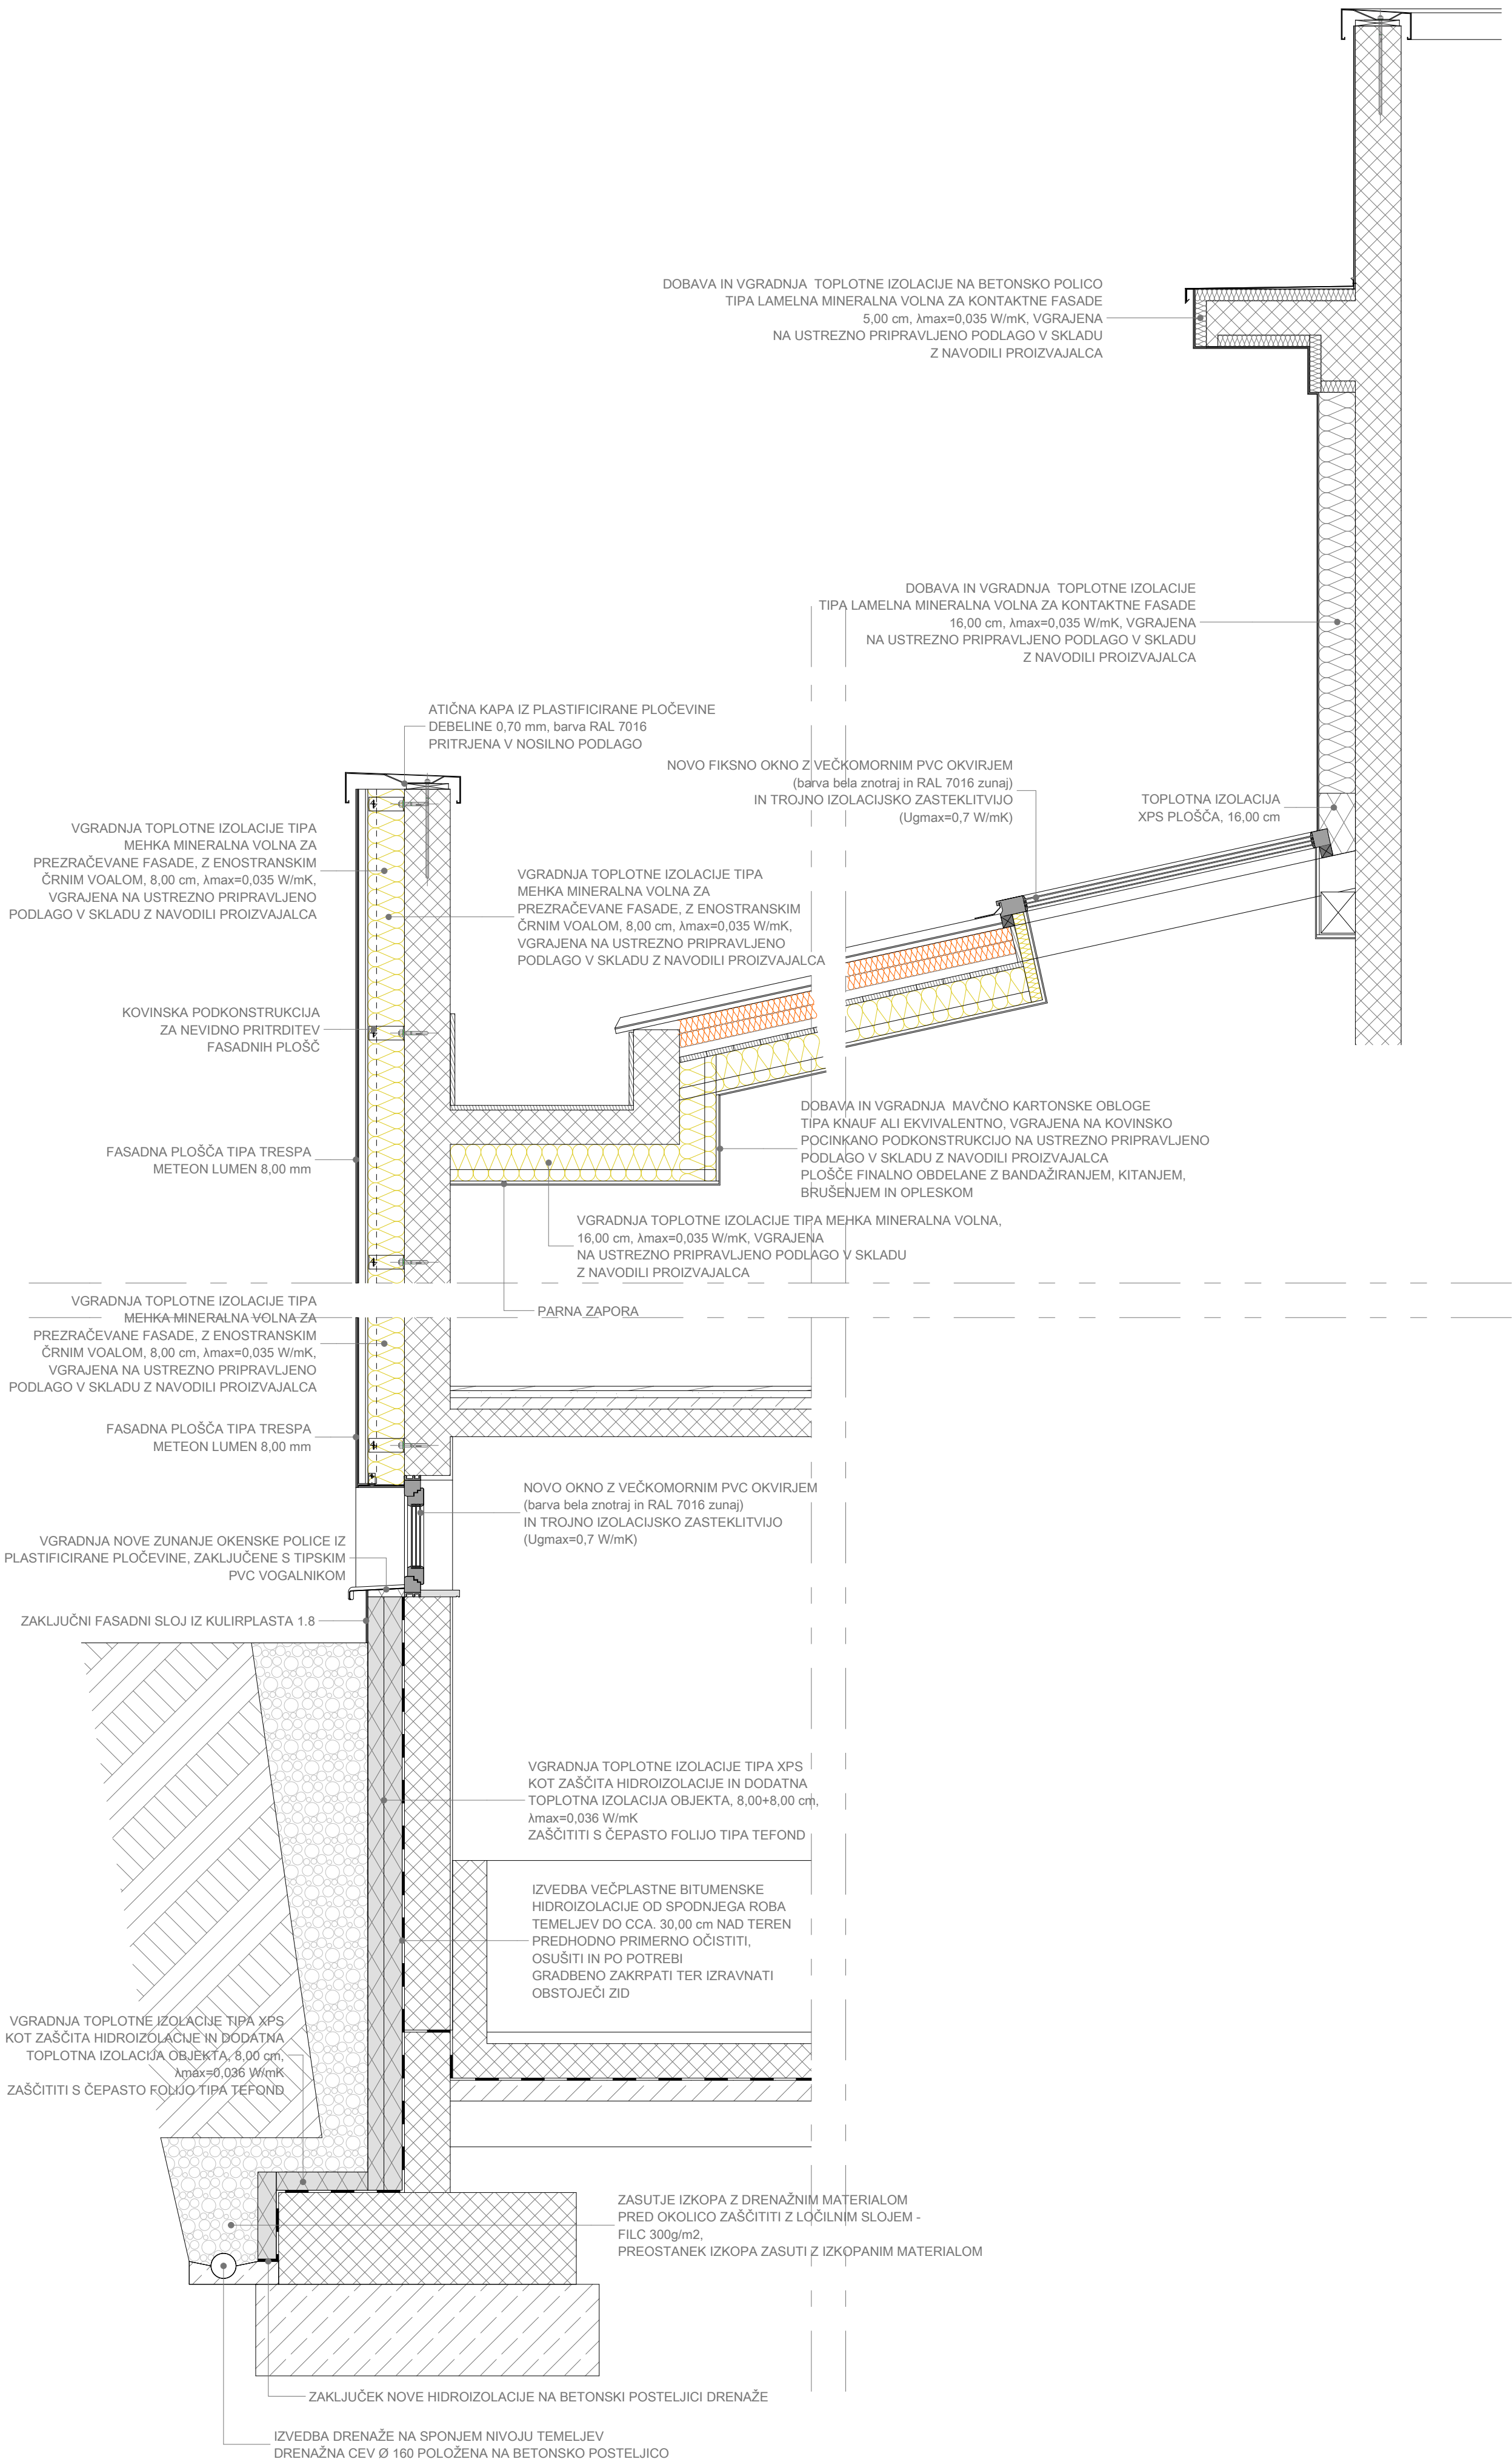 DOBAVA IN VGRADNJA TOPLOTNE IZOLACIJE NA BETONSKO POLICO
TIPA LAMELNA MINERALNA VOLNA ZA KONTAKTNE FASADE
5,00 cm, λmax=0,035 W/mK, VGRAJENA
NA USTREZNO PRIPRAVLJENO PODLAGO V SKLADU
Z NAVODILI PROIZVAJALCA
DOBAVA IN VGRADNJA TOPLOTNE IZOLACIJE
TIPA LAMELNA MINERALNA VOLNA ZA KONTAKTNE FASADE
16,00 cm, λmax=0,035 W/mK, VGRAJENA
NA USTREZNO PRIPRAVLJENO PODLAGO V SKLADU
Z NAVODILI PROIZVAJALCA
ATIČNA KAPA IZ PLASTIFICIRANE PLOČEVINE
DEBELINE 0,70 mm, barva RAL 7016
PRITRJENA V NOSILNO PODLAGO
NOVO FIKSNO OKNO Z VEČKOMORNIM PVC OKVIRJEM
(barva bela znotraj in RAL 7016 zunaj)
IN TROJNO IZOLACIJSKO ZASTEKLITVIJO
(Ugmax=0,7 W/mK)
TOPLOTNA IZOLACIJA
XPS PLOŠČA, 16,00 cm
VGRADNJA TOPLOTNE IZOLACIJE TIPA
MEHKA MINERALNA VOLNA ZA
PREZRAČEVANE FASADE, Z ENOSTRANSKIM
ČRNIM VOALOM, 8,00 cm, λmax=0,035 W/mK,
VGRAJENA NA USTREZNO PRIPRAVLJENO
PODLAGO V SKLADU Z NAVODILI PROIZVAJALCA
VGRADNJA TOPLOTNE IZOLACIJE TIPA
MEHKA MINERALNA VOLNA ZA
PREZRAČEVANE FASADE, Z ENOSTRANSKIM
ČRNIM VOALOM, 8,00 cm, λmax=0,035 W/mK,
VGRAJENA NA USTREZNO PRIPRAVLJENO
PODLAGO V SKLADU Z NAVODILI PROIZVAJALCA
KOVINSKA PODKONSTRUKCIJA
ZA NEVIDNO PRITRDITEV
FASADNIH PLOŠČ
FASADNA PLOŠČA TIPA TRESPA
METEON LUMEN 8,00 mm
DOBAVA IN VGRADNJA MAVČNO KARTONSKE OBLOGE
TIPA KNAUF ALI EKVIVALENTNO, VGRAJENA NA KOVINSKO
POCINKANO PODKONSTRUKCIJO NA USTREZNO PRIPRAVLJENO
PODLAGO V SKLADU Z NAVODILI PROIZVAJALCA
PLOŠČE FINALNO OBDELANE Z BANDAŽIRANJEM, KITANJEM,
BRUŠENJEM IN OPLESKOM
VGRADNJA TOPLOTNE IZOLACIJE TIPA MEHKA MINERALNA VOLNA,
16,00 cm, λmax=0,035 W/mK, VGRAJENA
NA USTREZNO PRIPRAVLJENO PODLAGO V SKLADU
Z NAVODILI PROIZVAJALCA
PARNA ZAPORA
VGRADNJA TOPLOTNE IZOLACIJE TIPA
MEHKA MINERALNA VOLNA ZA
PREZRAČEVANE FASADE, Z ENOSTRANSKIM
ČRNIM VOALOM, 8,00 cm, λmax=0,035 W/mK,
VGRAJENA NA USTREZNO PRIPRAVLJENO
PODLAGO V SKLADU Z NAVODILI PROIZVAJALCA
FASADNA PLOŠČA TIPA TRESPA
METEON LUMEN 8,00 mm
NOVO OKNO Z VEČKOMORNIM PVC OKVIRJEM
(barva bela znotraj in RAL 7016 zunaj)
IN TROJNO IZOLACIJSKO ZASTEKLITVIJO
(Ugmax=0,7 W/mK)
VGRADNJA NOVE ZUNANJE OKENSKE POLICE IZ
PLASTIFICIRANE PLOČEVINE, ZAKLJUČENE S TIPSKIM
PVC VOGALNIKOM
ZAKLJUČNI FASADNI SLOJ IZ KULIRPLASTA 1.8
VGRADNJA TOPLOTNE IZOLACIJE TIPA XPS
KOT ZAŠČITA HIDROIZOLACIJE IN DODATNA
TOPLOTNA IZOLACIJA OBJEKTA, 8,00+8,00 cm,
λmax=0,036 W/mK
ZAŠČITITI S ČEPASTO FOLIJO TIPA TEFOND
IZVEDBA VEČPLASTNE BITUMENSKE
HIDROIZOLACIJE OD SPODNJEGA ROBA
TEMELJEV DO CCA. 30,00 cm NAD TEREN
PREDHODNO PRIMERNO OČISTITI,
OSUŠITI IN PO POTREBI
GRADBENO ZAKRPATI TER IZRAVNATI
OBSTOJEČI ZID
VGRADNJA TOPLOTNE IZOLACIJE TIPA XPS
KOT ZAŠČITA HIDROIZOLACIJE IN DODATNA
TOPLOTNA IZOLACIJA OBJEKTA, 8,00 cm,
λmax=0,036 W/mK
ZAŠČITITI S ČEPASTO FOLIJO TIPA TEFOND
ZASUTJE IZKOPA Z DRENAŽNIM MATERIALOM
PRED OKOLICO ZAŠČITITI Z LOČILNIM SLOJEM -
FILC 300g/m2,
PREOSTANEK IZKOPA ZASUTI Z IZKOPANIM MATERIALOM
ZAKLJUČEK NOVE HIDROIZOLACIJE NA BETONSKI POSTELJICI DRENAŽE
IZVEDBA DRENAŽE NA SPONJEM NIVOJU TEMELJEV
DRENAŽNA CEV Ø 160 POLOŽENA NA BETONSKO POSTELJICO